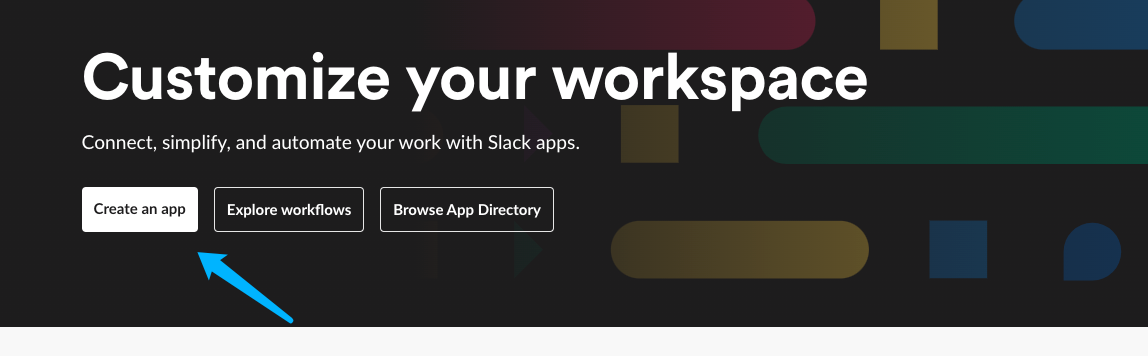 Customize your workspace
Connect, simplify, and automate your work with Slack apps.
Create an app
Explore workflows
Browse App Directory